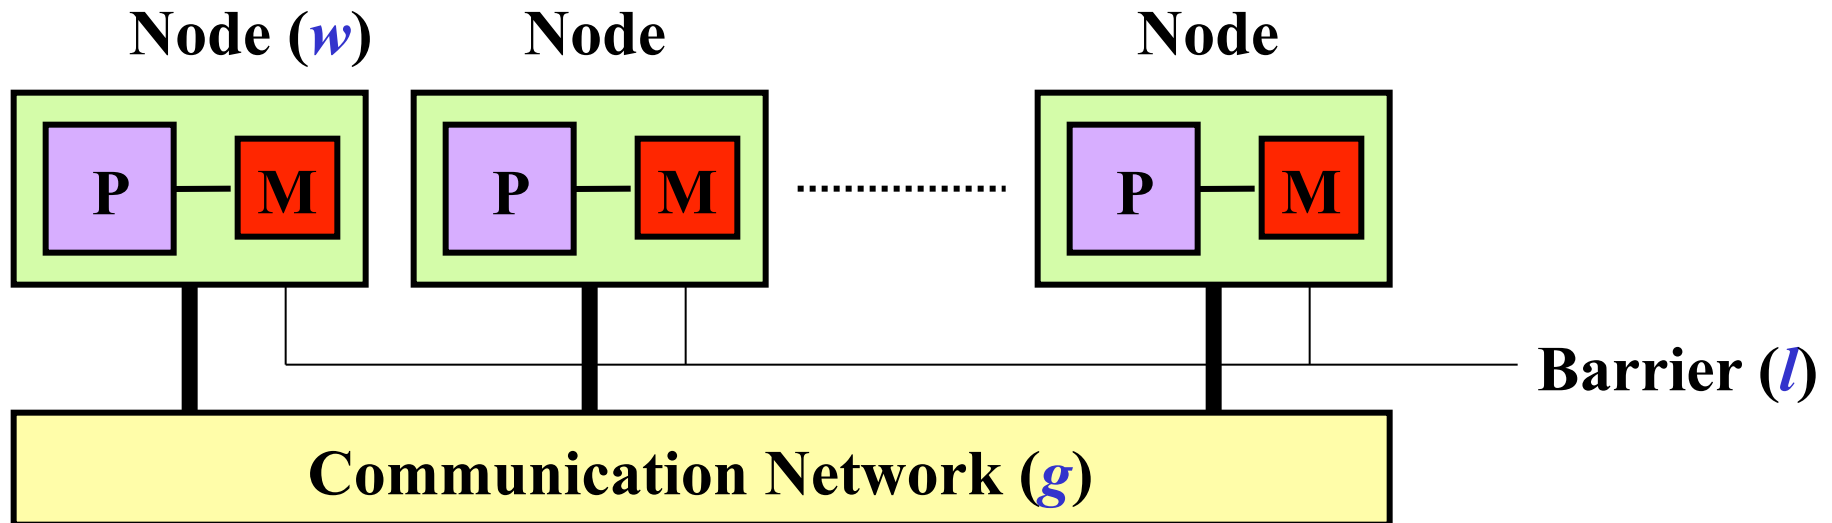 Node (w) Node Node
P M P M P M
Barrier (l)
Communication Network (g)